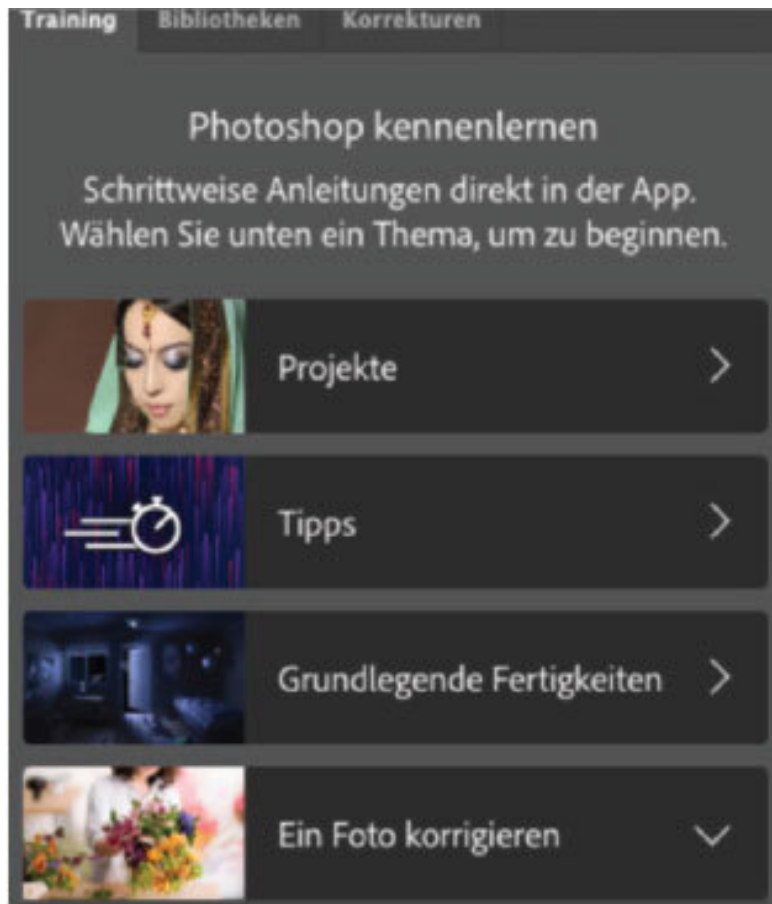 Training Bibliotheken Korrekturen
Photoshop kennenlernen
Schrittweise Anleitungen direkt in der App.
Wählen Sie unten ein Thema, um zu beginnen.
Projekte
Tipps
Grundlegende Fertigkeiten
Ein Foto korrigieren